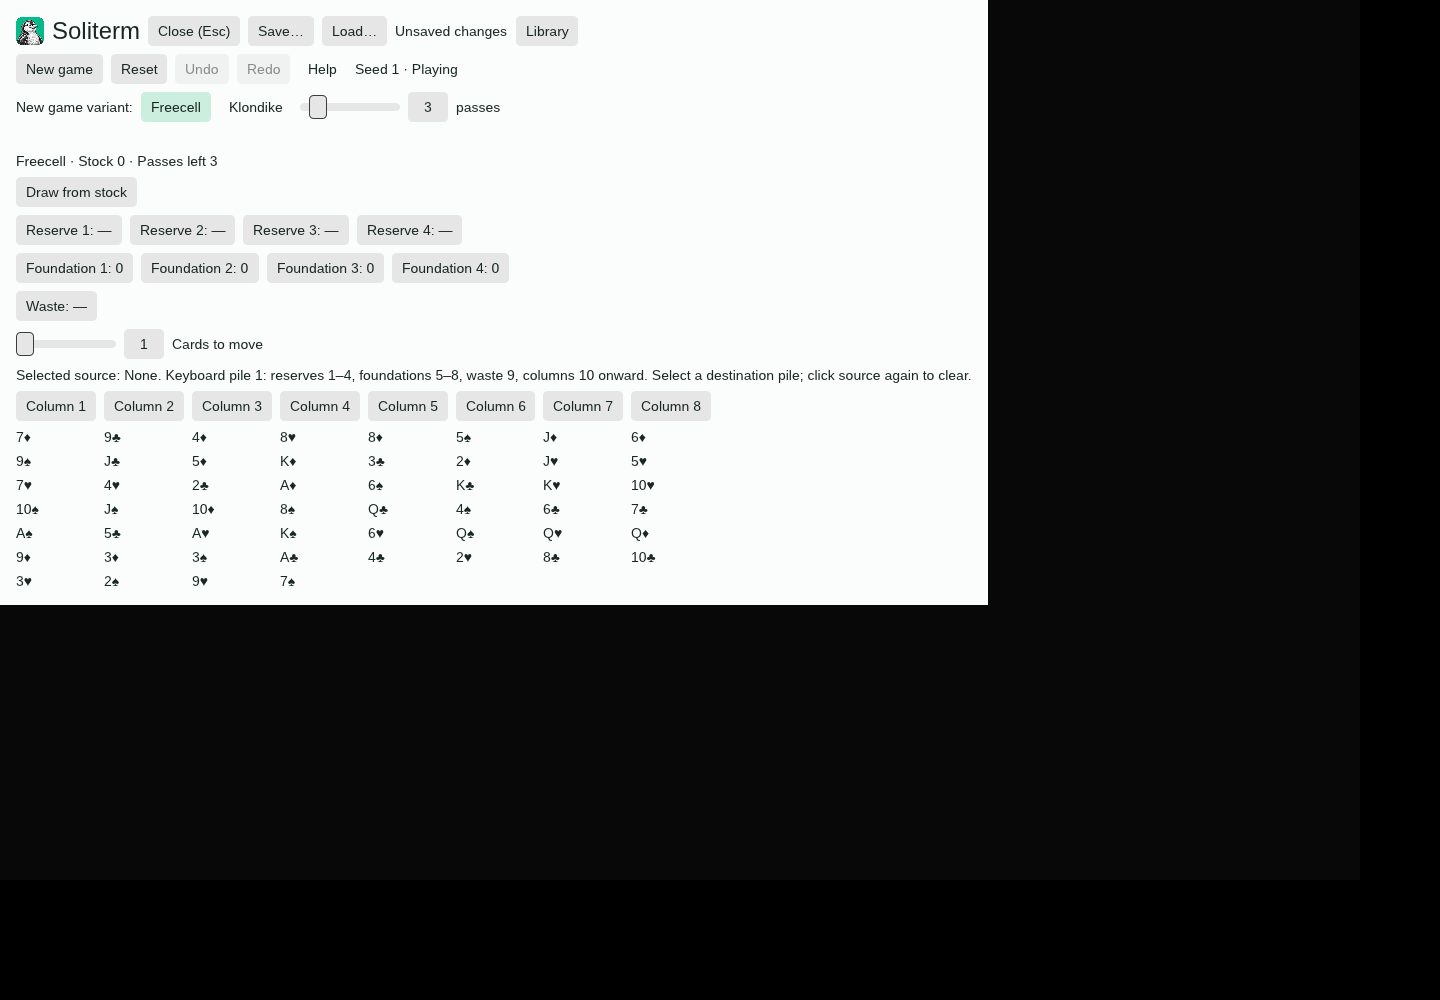 Soliterm Close (Esc) Save… Load… Unsaved changes Library
New game Reset Undo Redo Help Seed 1 · Playing
New game variant: Freecell Klondike 3 passes
Freecell · Stock 0 · Passes left 3
Draw from stock
Reserve 1: — Reserve 2: — Reserve 3: — Reserve 4: —
Foundation 1: 0 Foundation 2: 0 Foundation 3: 0 Foundation 4: 0
Waste: —
1 Cards to move
Selected source: None. Keyboard pile 1: reserves 1–4, foundations 5–8, waste 9, columns 10 onward. Select a destination pile; click source again to clear.
Column 1 Column 2 Column 3 Column 4 Column 5 Column 6 Column 7 Column 8
7♦ 9♣ 4♦ 8♥ 8♦ 5♠ J♦ 6♦
9♠ J♣ 5♦ K♦ 3♣ 2♦ J♥ 5♥
7♥ 4♥ 2♣ A♦ 6♠ K♣ K♥ 10♥
10♠ J♠ 10♦ 8♠ Q♣ 4♠ 6♣ 7♣
A♠ 5♣ A♥ K♠ 6♥ Q♠ Q♥ Q♦
9♦ 3♦ 3♠ A♣ 4♣ 2♥ 8♣ 10♣
3♥ 2♠ 9♥ 7♠